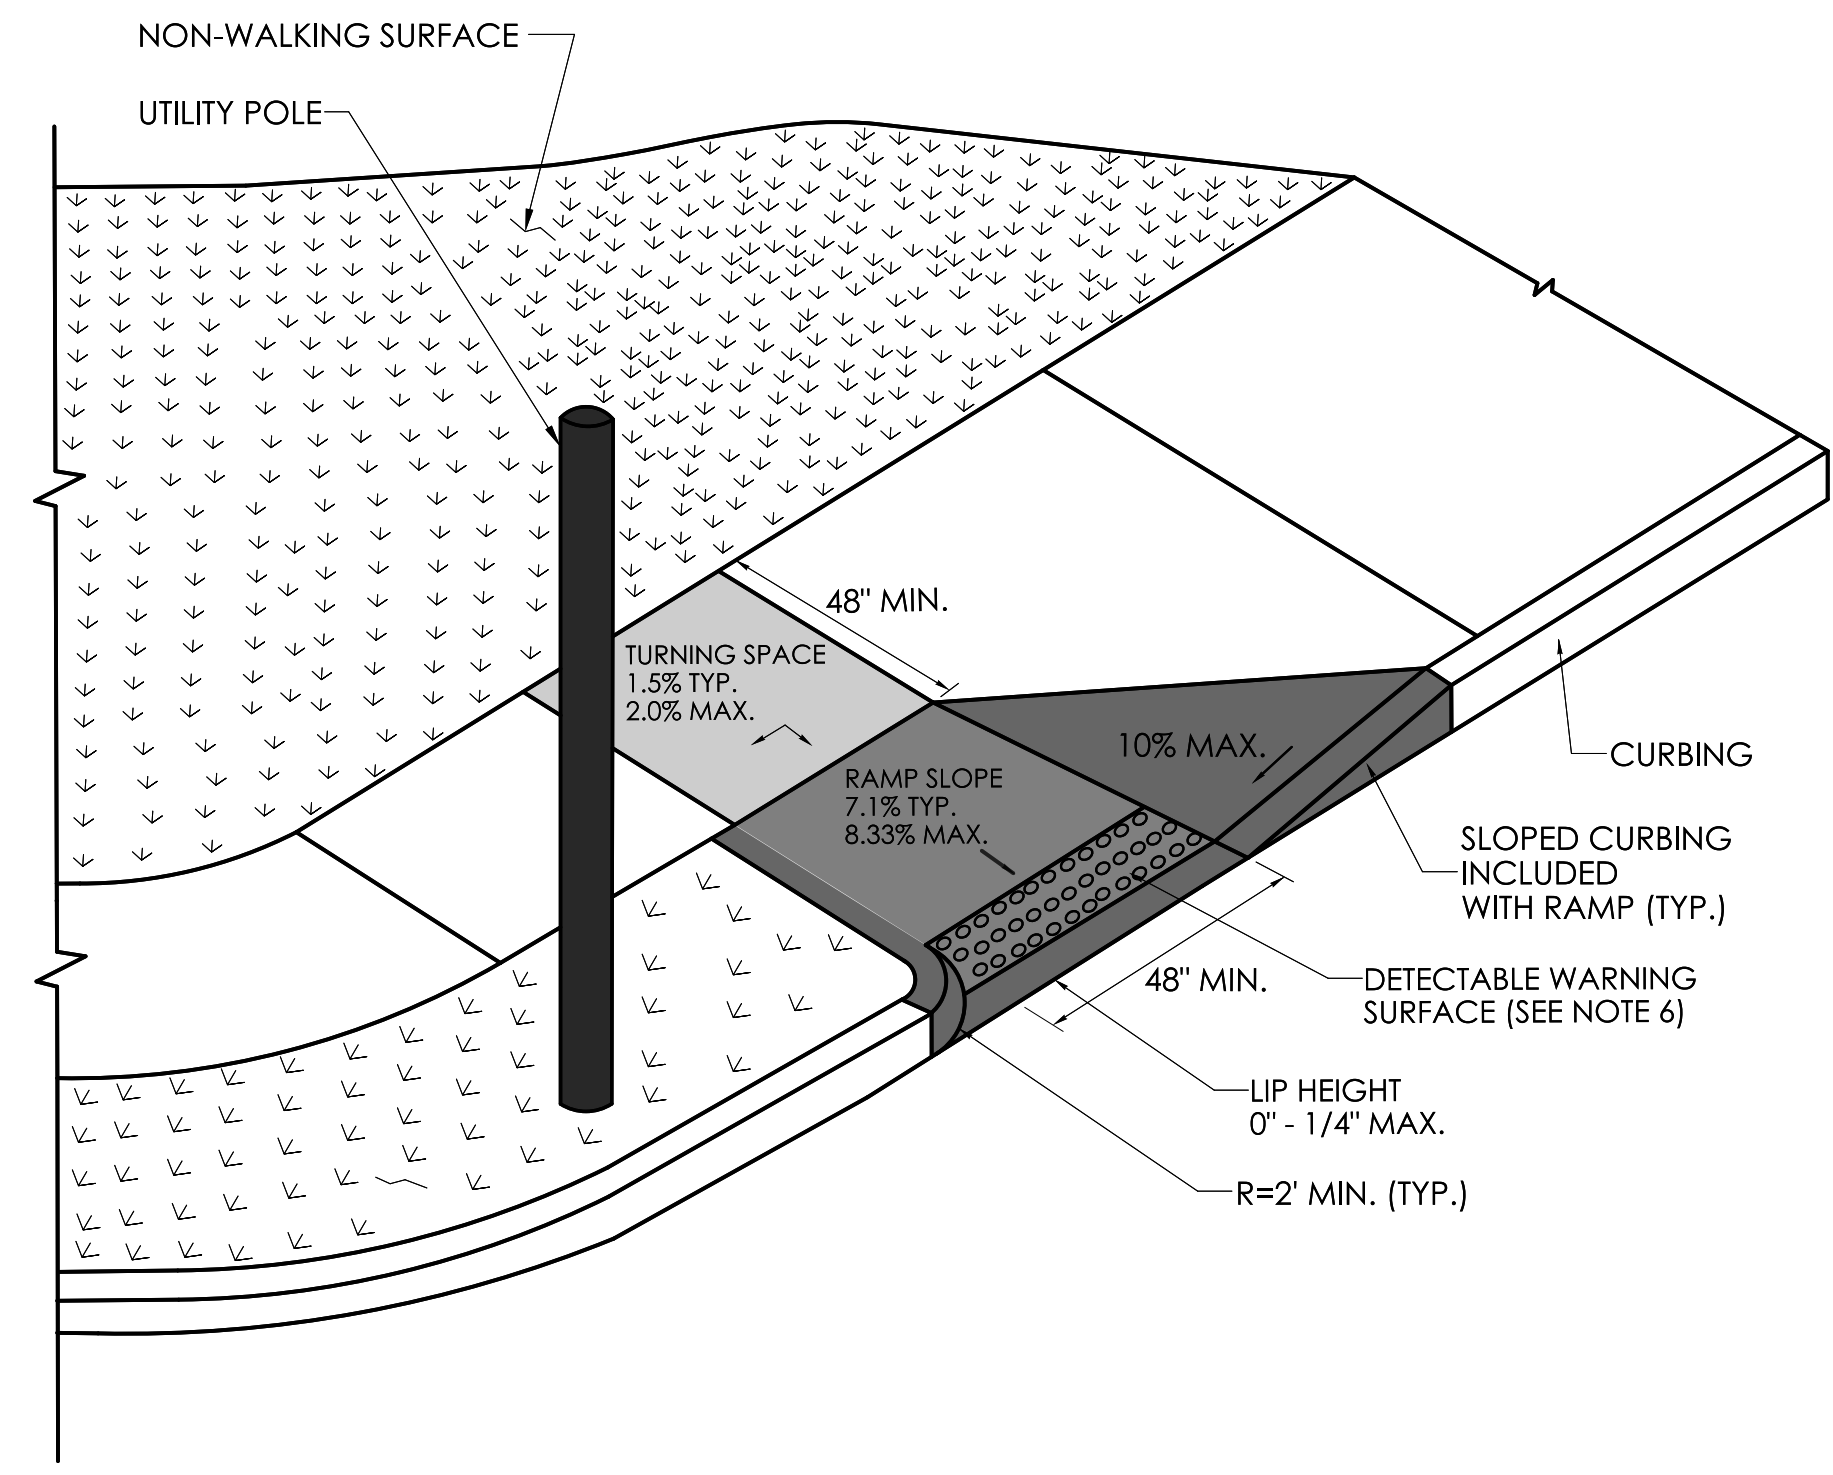 NON-WALKING SURFACE
UTILITY POLE
48" MIN.
TURNING SPACE
1.5% TYP.
2.0% MAX.
10% MAX.
CURBING
RAMP SLOPE
7.1% TYP.
8.33% MAX.
SLOPED CURBING
INCLUDED
WITH RAMP (TYP.)
48" MIN.
DETECTABLE WARNING
SURFACE (SEE NOTE 6)
LIP HEIGHT
0" - 1/4" MAX.
R=2' MIN. (TYP.)